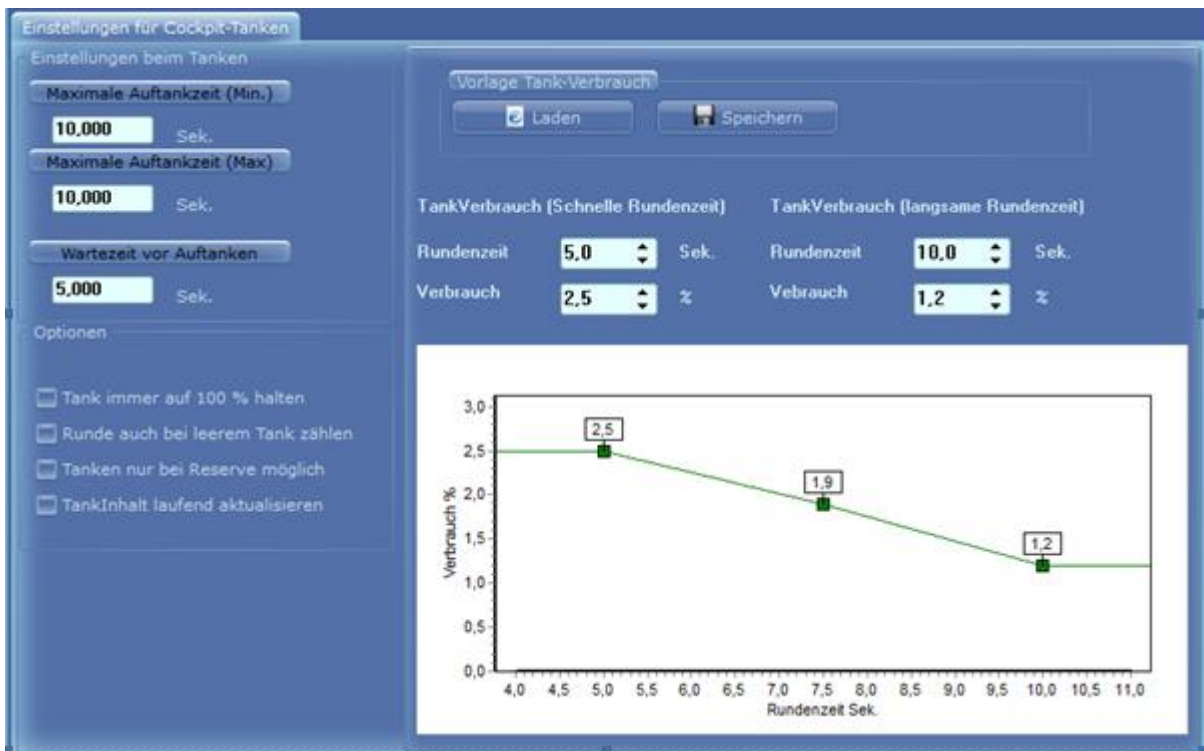 Einstellungen für Cockpit-Tanken
Einstellungen beim Tanken
Maximale Auftankzeit (Min.)
10,000 Sek.
Maximale Auftankzeit (Max)
10,000 Sek.
Wartezeit vor Auftanken
5,000 Sek.
Optionen
Tank immer auf 100 % halten
Runde auch bei leerem Tank zählen
Tanken nur bei Reserve möglich
TankInhalt laufend aktualisieren
Vorlage Tank-Verbrauch
Laden Speichern
TankVerbrauch (Schnelle Rundenzeit)
Rundenzeit 5,0 Sek.
Verbrauch 2,5 %
TankVerbrauch (langsame Rundenzeit)
Rundenzeit 10,0 Sek.
Vebrauch 1,2 %
Verbrauch %
3,0
2,5
2,0
1,5
1,0
0,5
0,0
2,5
1,9
1,2
4,0 4,5 5,0 5,5 6,0 6,5 7,0 7,5 8,0 8,5 9,0 9,5 10,0 10,5 11,0
Rundenzeit Sek.